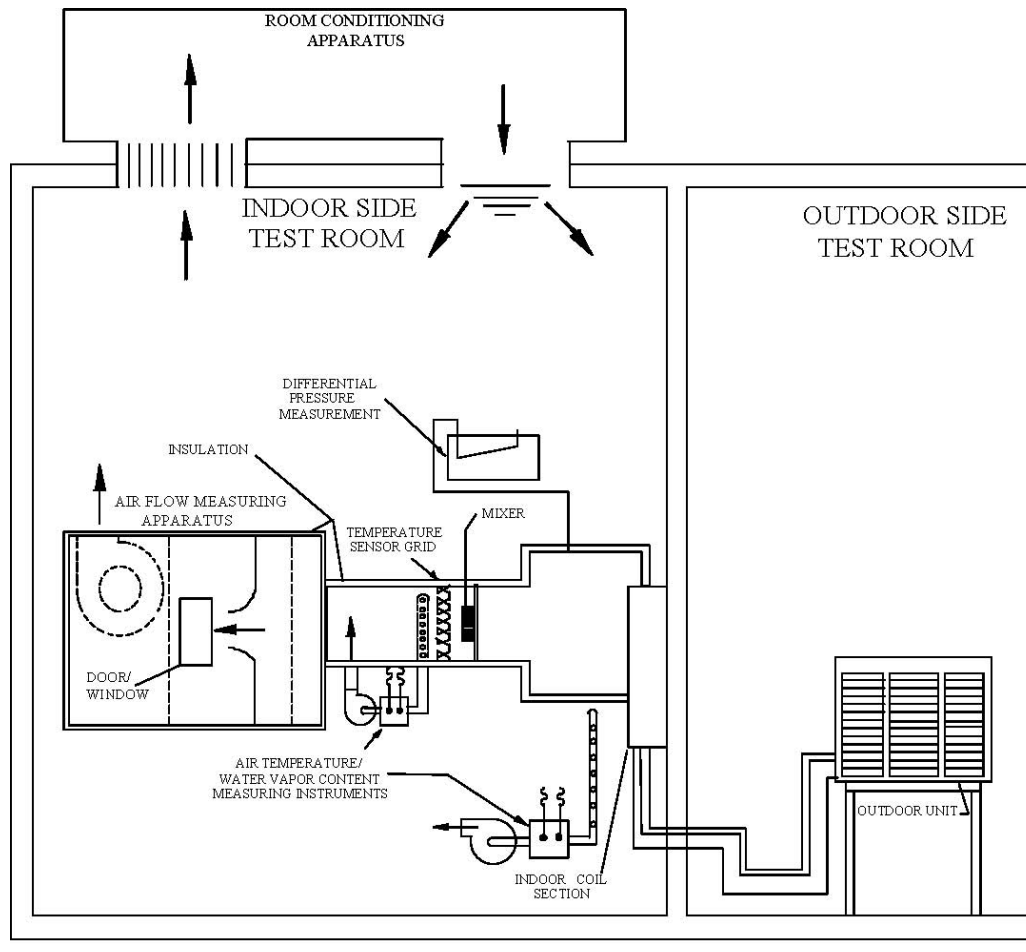 ROOM CONDITIONING
APPARATUS
INDOOR SIDE
TEST ROOM
OUTDOOR SIDE
TEST ROOM
DIFFERENTIAL
PRESSURE
MEASUREMENT
INSULATION
AIR FLOW MEASURING
APPARATUS
TEMPERATURE
SENSOR GRID
MIXER
DOOR/
WINDOW
AIR TEMPERATURE/
WATER VAPOR CONTENT
MEASURING INSTRUMENTS
OUTDOOR UNIT
INDOOR COIL
SECTION